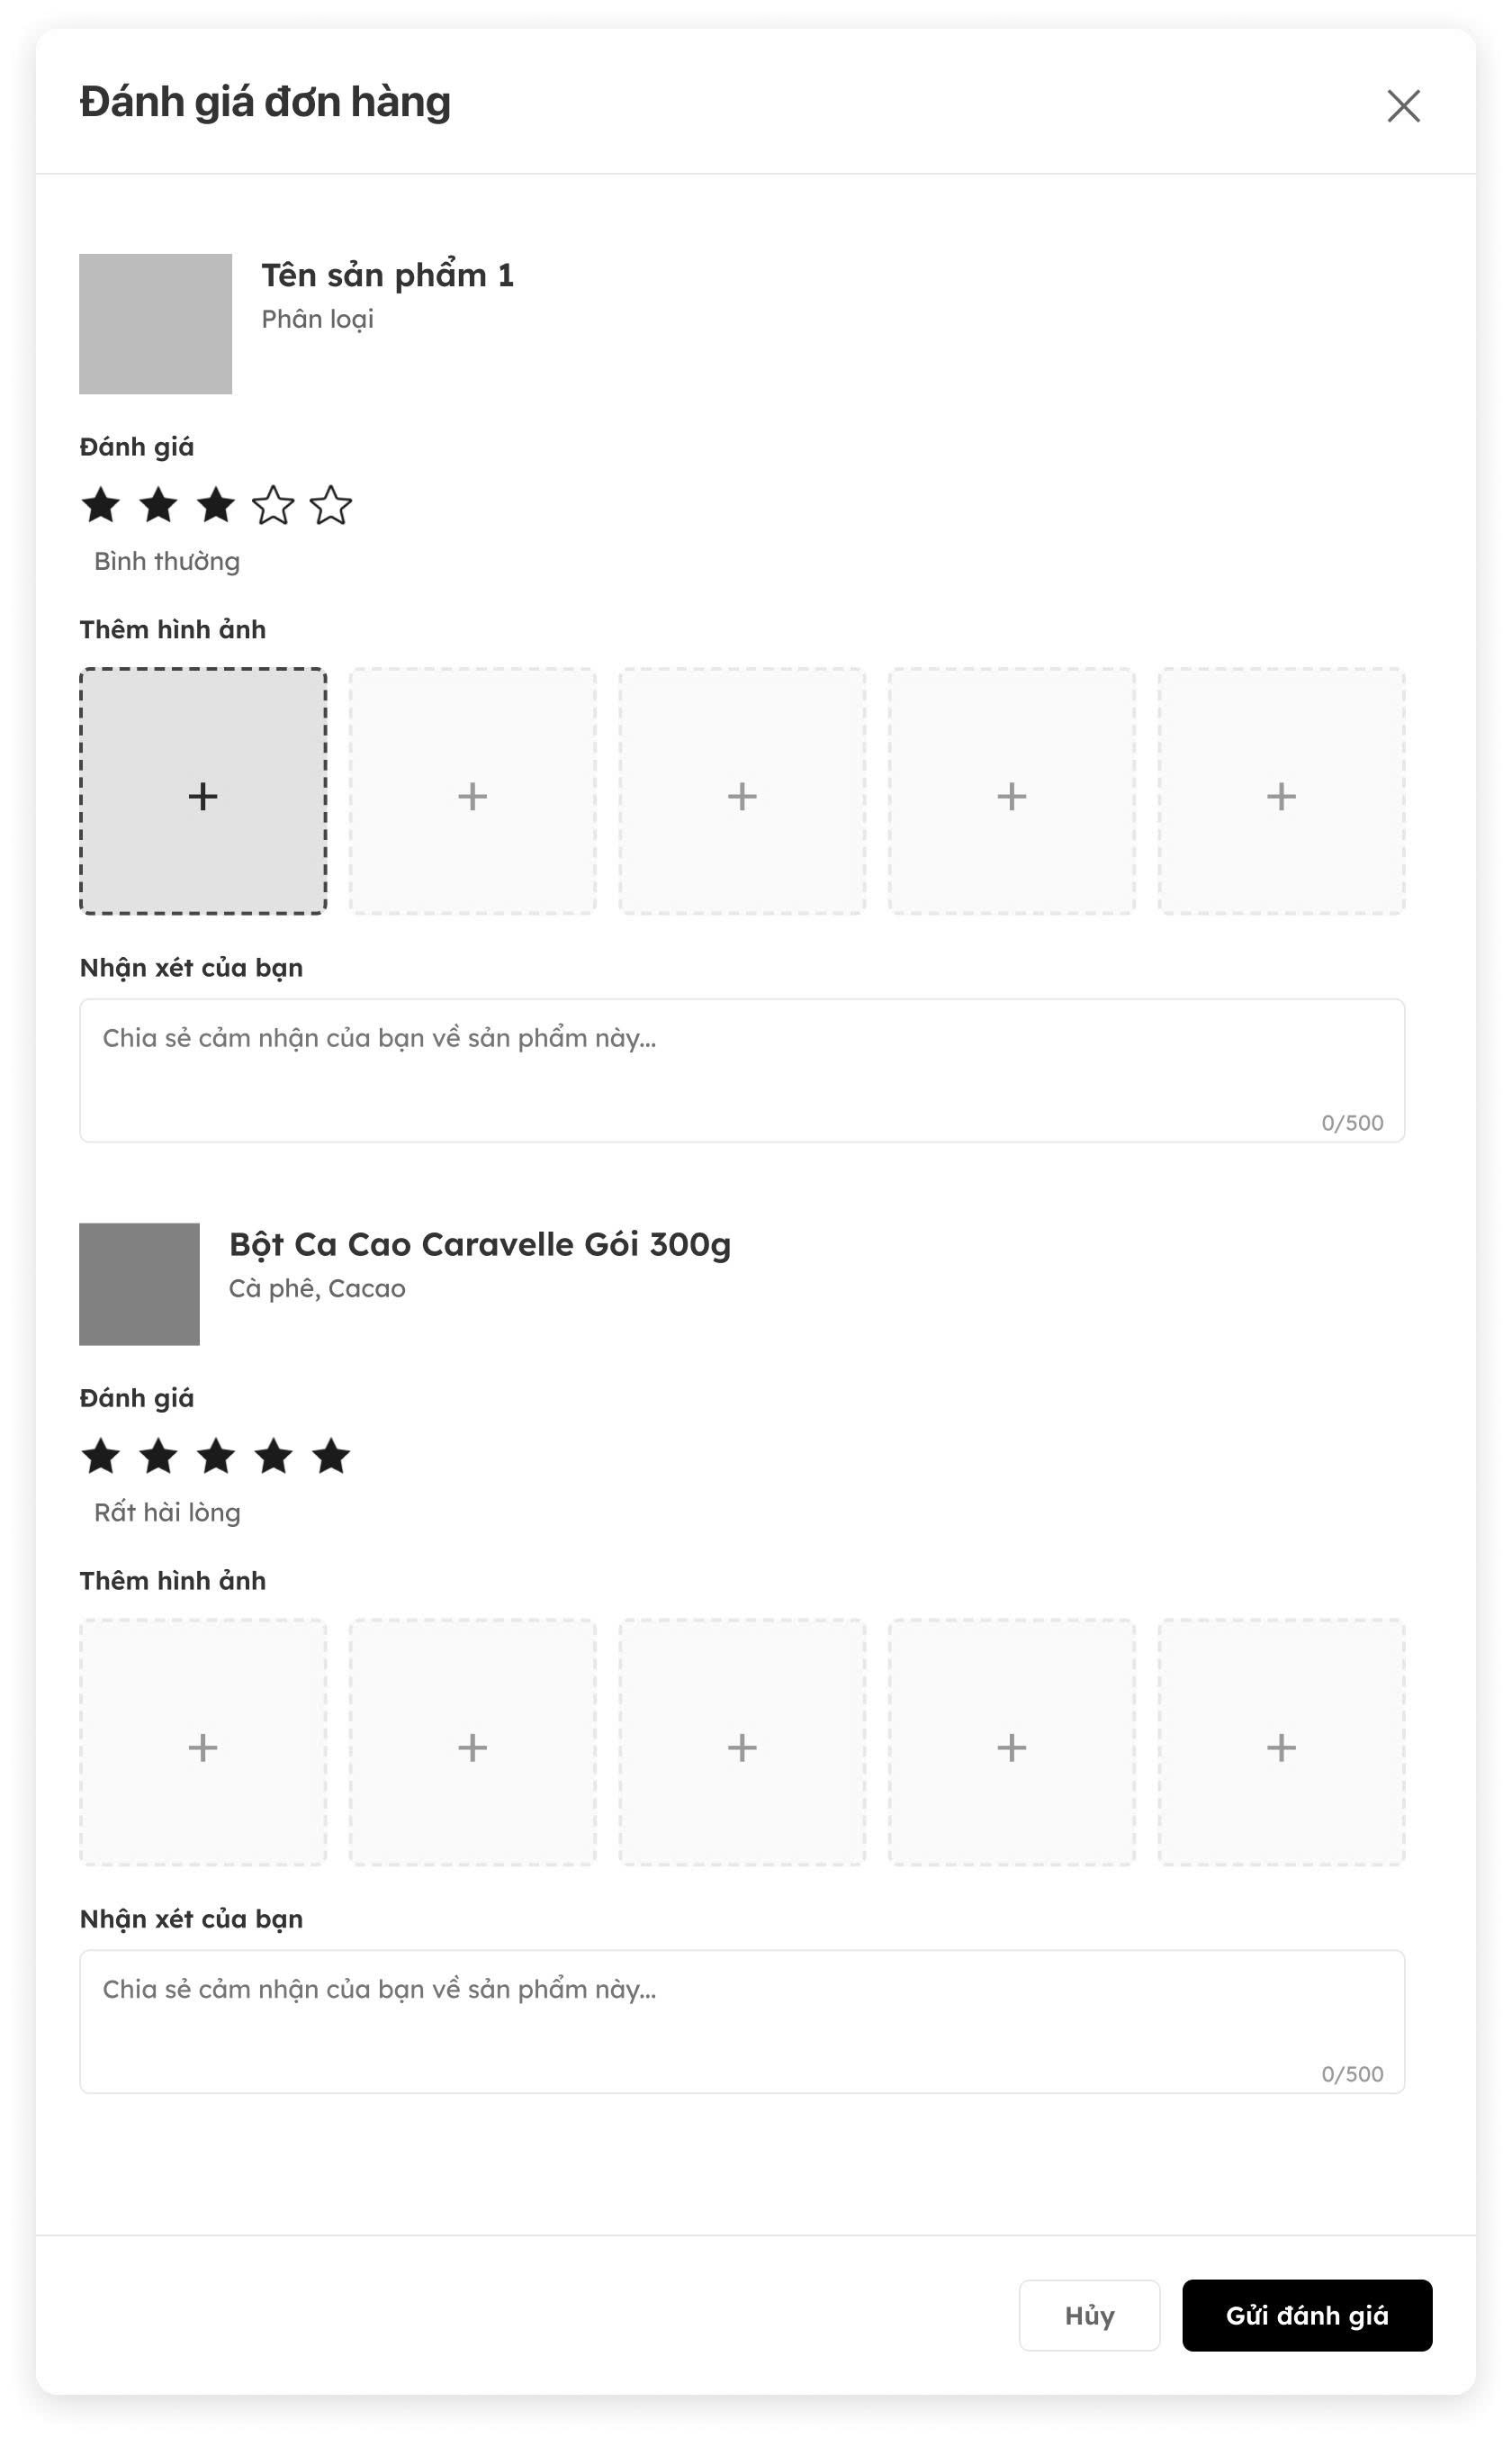 Đánh giá đơn hàng
Tên sản phẩm 1
Phân loại
Đánh giá
Bình thường
Thêm hình ảnh
+ + + + +
Nhận xét của bạn
Chia sẻ cảm nhận của bạn về sản phẩm này...
0/500
Bột Ca Cao Caravelle Gói 300g
Cà phê, Cacao
Đánh giá
Rất hài lòng
Thêm hình ảnh
+ + + + +
Nhận xét của bạn
Chia sẻ cảm nhận của bạn về sản phẩm này...
0/500
Hủy Gửi đánh giá